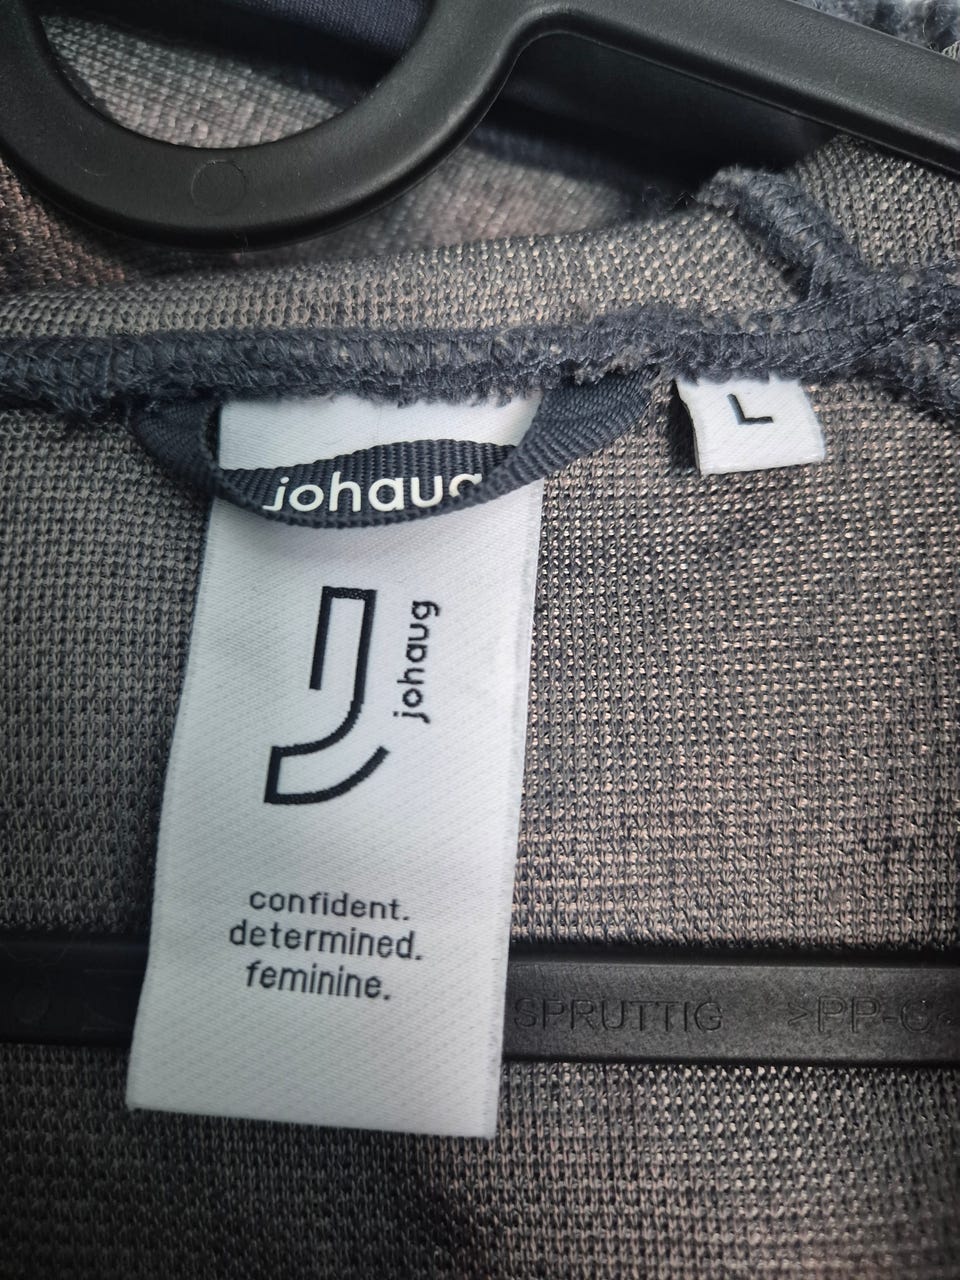 L
johaug
johaug
confident.
determined.
feminine.
SPRUTTIG >PP-C<